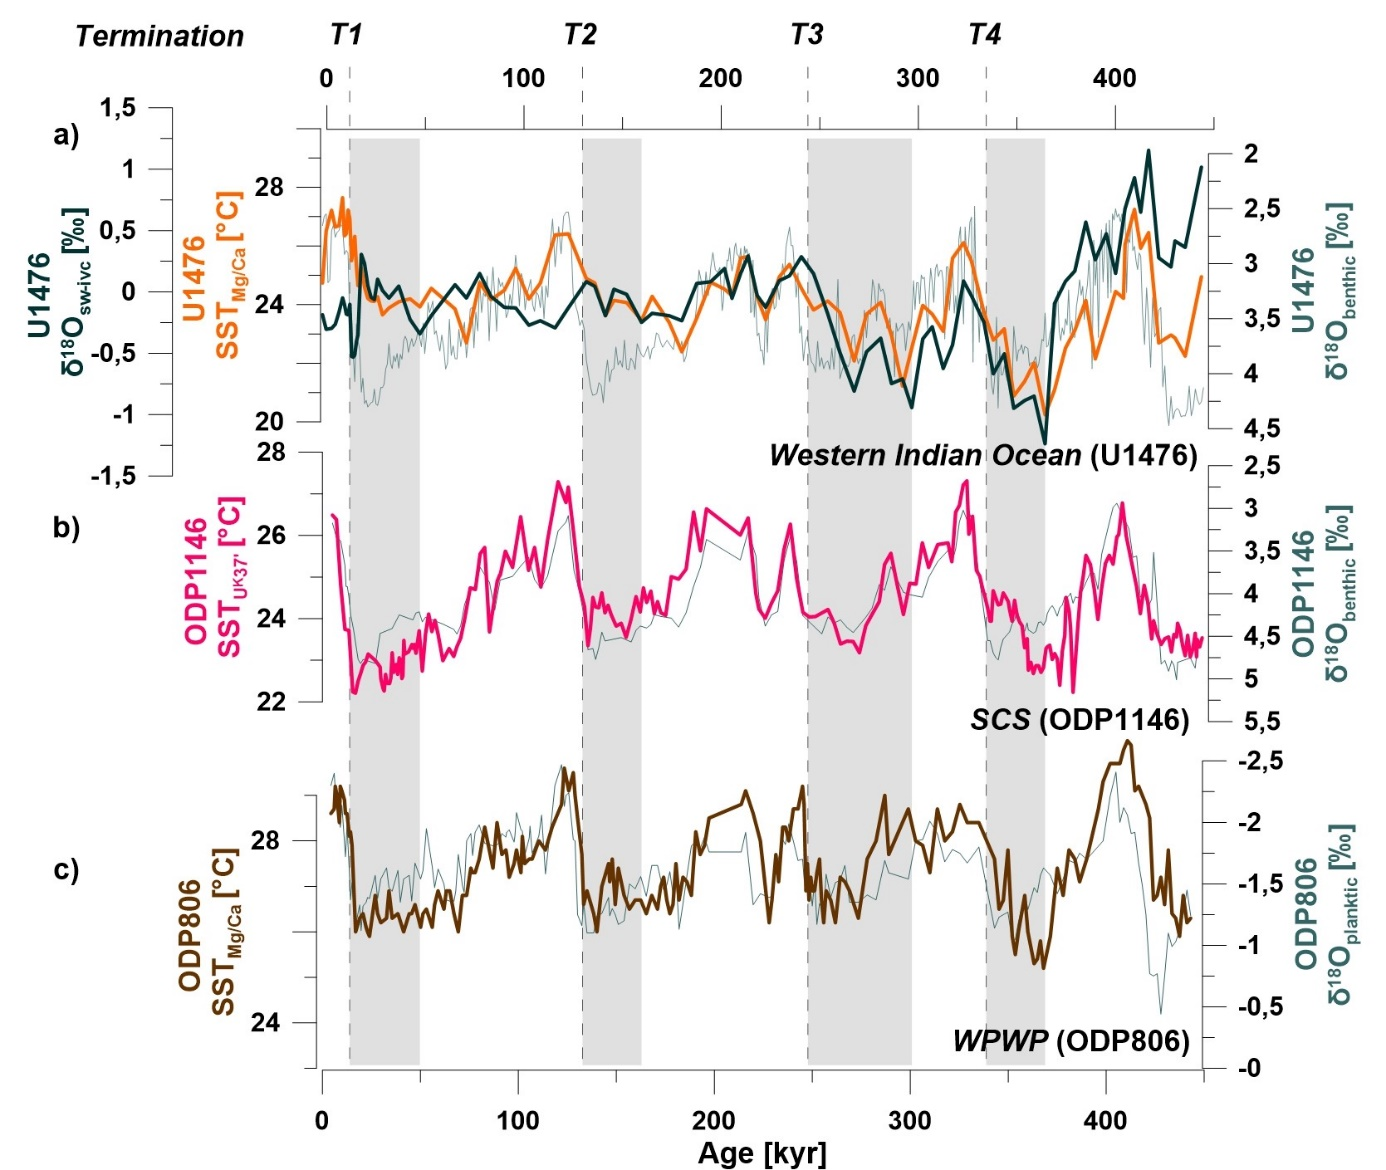 Termination T1 T2 T3 T4
0 100 200 300 400
a)
1,5
1
0,5
0
-0,5
-1
-1,5
U1476
δ¹⁸Osw-ivc [‰]
U1476
SSTMg/Ca [°C]
28
24
20
2
2,5
3
3,5
4
4,5
U1476
δ¹⁸Obenthic [‰]
Western Indian Ocean (U1476)
b)
ODP1146
SSTUK37' [°C]
28
26
24
22
2,5
3
3,5
4
4,5
5
5,5
ODP1146
δ¹⁸Obenthic [‰]
SCS (ODP1146)
c)
ODP806
SSTMg/Ca [°C]
28
24
-2,5
-2
-1,5
-1
-0,5
-0
ODP806
δ¹⁸Oplanktic [‰]
WPWP (ODP806)
0 100 200 300 400
Age [kyr]